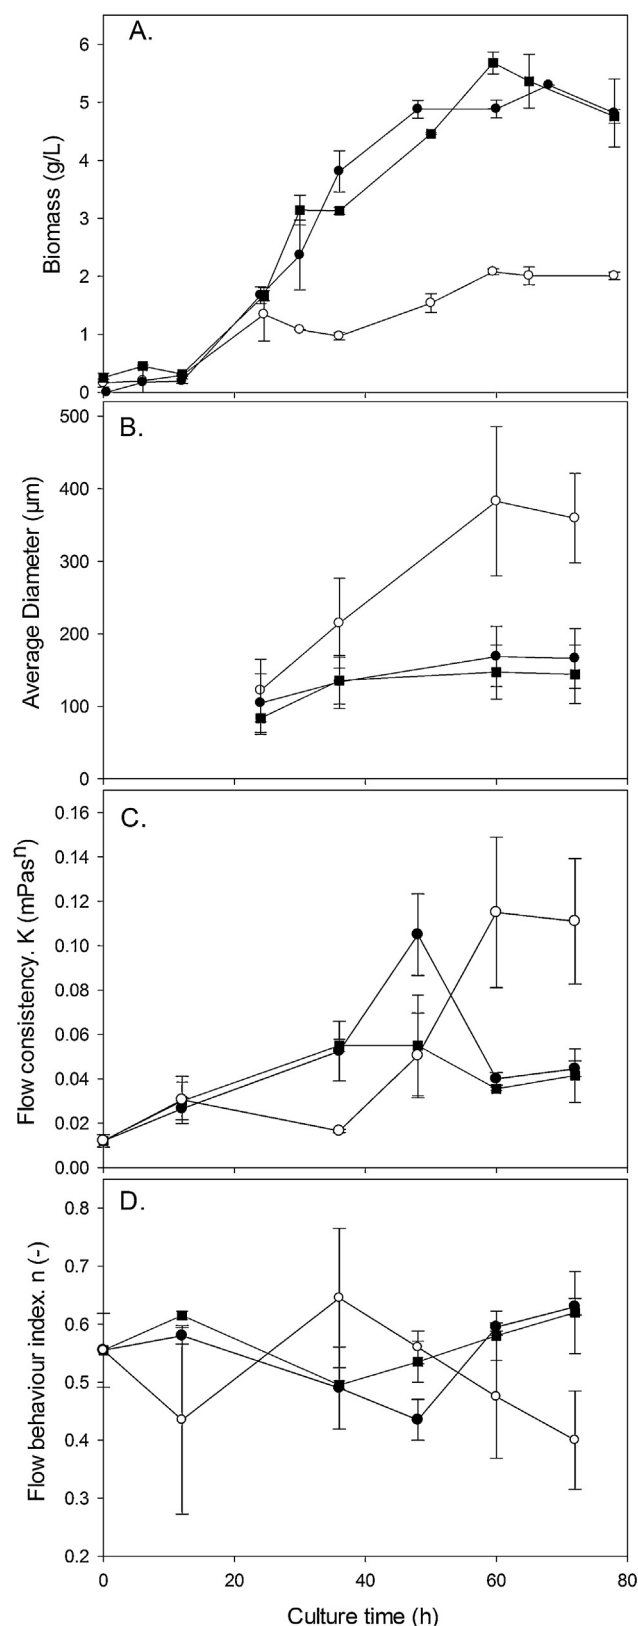 A.
6
5
4
3
2
1
0
Biomass (g/L)
B.
500
400
300
200
100
0
Average Diameter (µm)
C.
0.16
0.14
0.12
0.10
0.08
0.06
0.04
0.02
0.00
Flow consistency. K (mPasⁿ)
D.
0.8
0.7
0.6
0.5
0.4
0.3
0.2
Flow behaviour index. n (-)
0 20 40 60 80
Culture time (h)